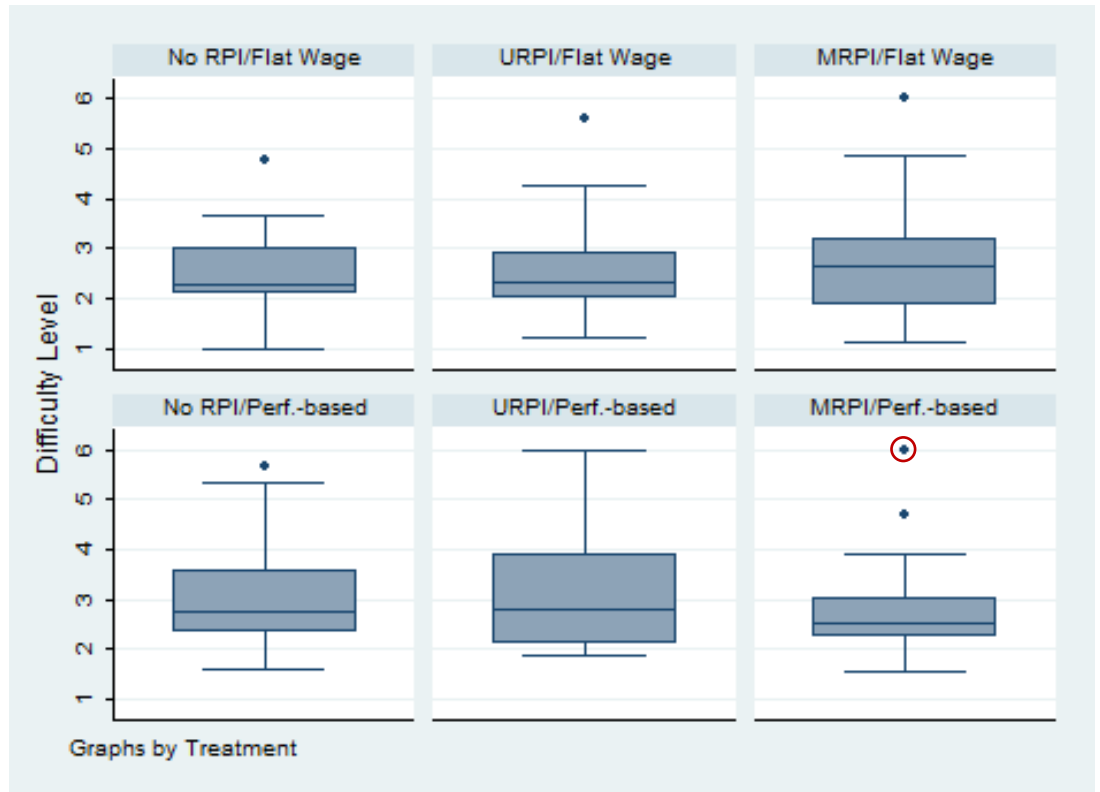 No RPI/Flat Wage
URPI/Flat Wage
MRPI/Flat Wage
6
5
4
3
2
1
Difficulty Level
No RPI/Perf.-based
URPI/Perf.-based
MRPI/Perf.-based
6
5
4
3
2
1
Graphs by Treatment